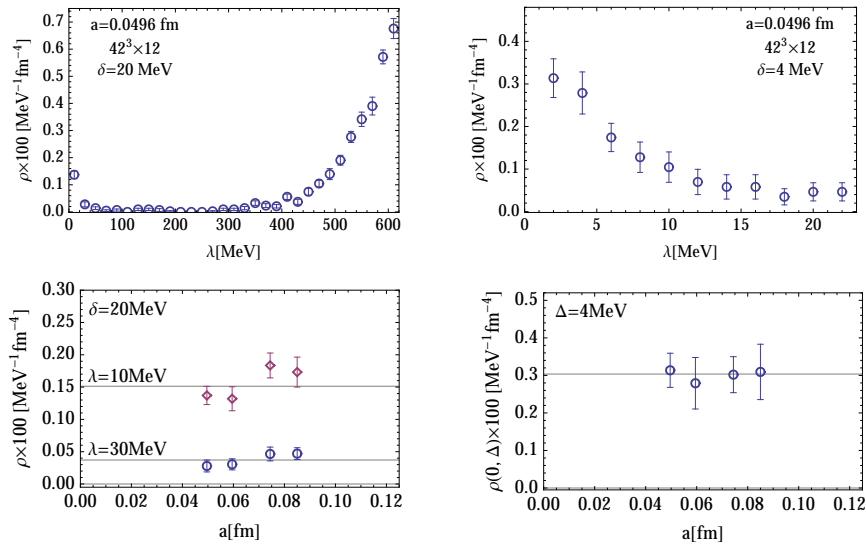 a=0.0496 fm
42³×12
δ=20 MeV
ρ×100 [MeV⁻¹fm⁻⁴]
0.7
0.6
0.5
0.4
0.3
0.2
0.1
0.0
0 100 200 300 400 500 600
λ[MeV]
a=0.0496 fm
42³×12
δ=4 MeV
ρ×100 [MeV⁻¹fm⁻⁴]
0.4
0.3
0.2
0.1
0.0
0 5 10 15 20
λ[MeV]
δ=20MeV
λ=10MeV
λ=30MeV
ρ×100 [MeV⁻¹fm⁻⁴]
0.30
0.25
0.20
0.15
0.10
0.05
0.00
0.00 0.02 0.04 0.06 0.08 0.10 0.12
a[fm]
Δ=4MeV
ρ(0, Δ)×100 [MeV⁻¹fm⁻⁴]
0.5
0.4
0.3
0.2
0.1
0.0
0.00 0.02 0.04 0.06 0.08 0.10 0.12
a[fm]